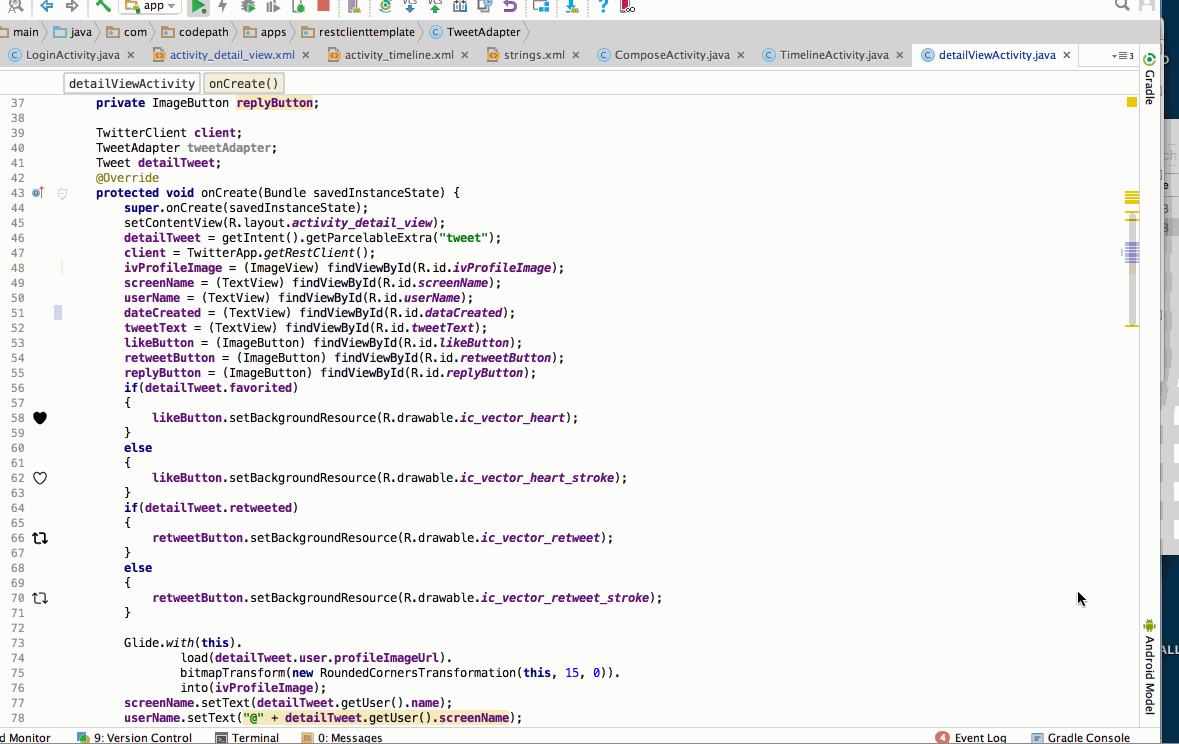 app
VCS VCS
main java com codepath apps restclienttemplate TweetAdapter
LoginActivity.java activity_detail_view.xml activity_timeline.xml strings.xml ComposeActivity.java TimelineActivity.java detailViewActivity.java 3
detailViewActivity onCreate()
Gradle
37 private ImageButton replyButton;
38
39 TwitterClient client;
40 TweetAdapter tweetAdapter;
41 Tweet detailTweet;
42 @Override
43 protected void onCreate(Bundle savedInstanceState) {
44 super.onCreate(savedInstanceState);
45 setContentView(R.layout.activity_detail_view);
46 detailTweet = getIntent().getParcelableExtra("tweet");
47 client = TwitterApp.getRestClient();
48 ivProfileImage = (ImageView) findViewById(R.id.ivProfileImage);
49 screenName = (TextView) findViewById(R.id.screenName);
50 userName = (TextView) findViewById(R.id.userName);
51 dateCreated = (TextView) findViewById(R.id.dataCreated);
52 tweetText = (TextView) findViewById(R.id.tweetText);
53 likeButton = (ImageButton) findViewById(R.id.likeButton);
54 retweetButton = (ImageButton) findViewById(R.id.retweetButton);
55 replyButton = (ImageButton) findViewById(R.id.replyButton);
56 if(detailTweet.favorited)
57 {
58 likeButton.setBackgroundResource(R.drawable.ic_vector_heart);
59 }
60 else
61 {
62 likeButton.setBackgroundResource(R.drawable.ic_vector_heart_stroke);
63 }
64 if(detailTweet.retweeted)
65 {
66 retweetButton.setBackgroundResource(R.drawable.ic_vector_retweet);
67 }
68 else
69 {
70 retweetButton.setBackgroundResource(R.drawable.ic_vector_retweet_stroke);
71 }
72
73 Glide.with(this).
74 load(detailTweet.user.profileImageUrl).
75 bitmapTransform(new RoundedCornersTransformation(this, 15, 0)).
76 into(ivProfileImage);
77 screenName.setText(detailTweet.getUser().name);
78 userName.setText("@" + detailTweet.getUser().screenName);
Android Model
d Monitor 9: Version Control Terminal 0: Messages 4 Event Log Gradle Console